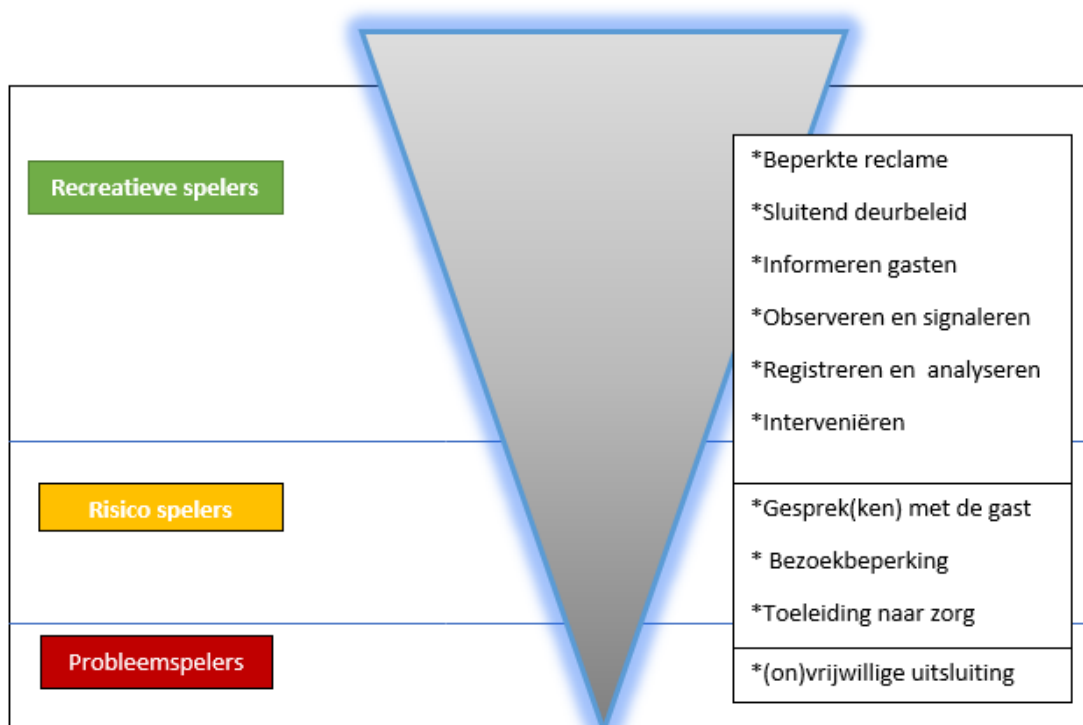 Recreatieve spelers
*Beperkte reclame
*Sluitend deurbeleid
*Informeren gasten
*Observeren en signaleren
*Registreren en  analyseren
*Interveniëren
Risico spelers
*Gesprek(ken) met de gast
* Bezoekbeperking
*Toeleiding naar zorg
Probleemspelers
*(on)vrijwillige uitsluiting